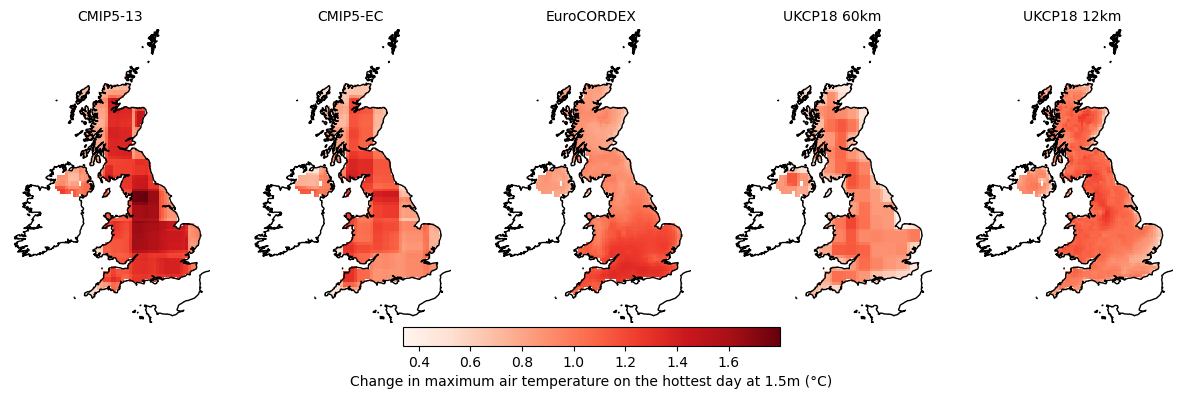 CMIP5-13 CMIP5-EC EuroCORDEX UKCP18 60km UKCP18 12km
0.4 0.6 0.8 1.0 1.2 1.4 1.6
Change in maximum air temperature on the hottest day at 1.5m (°C)